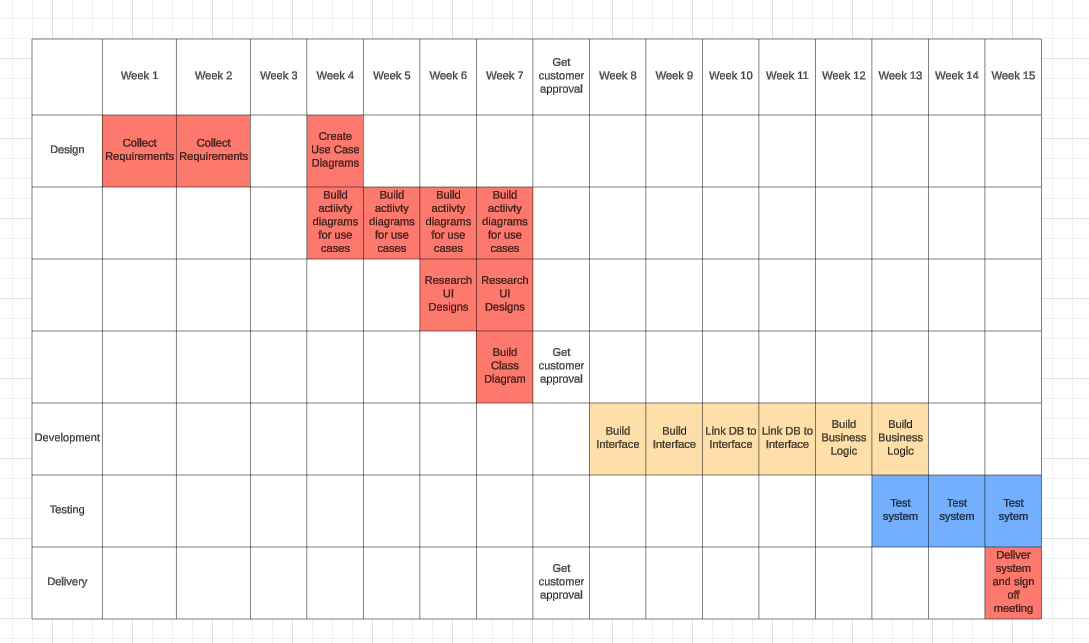 Week 1
Week 2
Week 3
Week 4
Week 5
Week 6
Week 7
Get
customer
approval
Week 8
Week 9
Week 10
Week 11
Week 12
Week 13
Week 14
Week 15
Design
Collect
Requirements
Collect
Requirements
Create
Use Case
Diagrams
Build
actiivty
diagrams
for use
cases
Build
actiivty
diagrams
for use
cases
Build
actiivty
diagrams
for use
cases
Build
actiivty
diagrams
for use
cases
Research
UI
Designs
Research
UI
Designs
Build
Class
Diagram
Get
customer
approval
Development
Build
Interface
Build
Interface
Link DB to
Interface
Link DB to
Interface
Build
Business
Logic
Build
Business
Logic
Testing
Test
system
Test
system
Test
sytem
Delivery
Get
customer
approval
Deliver
system
and sign
off
meeting